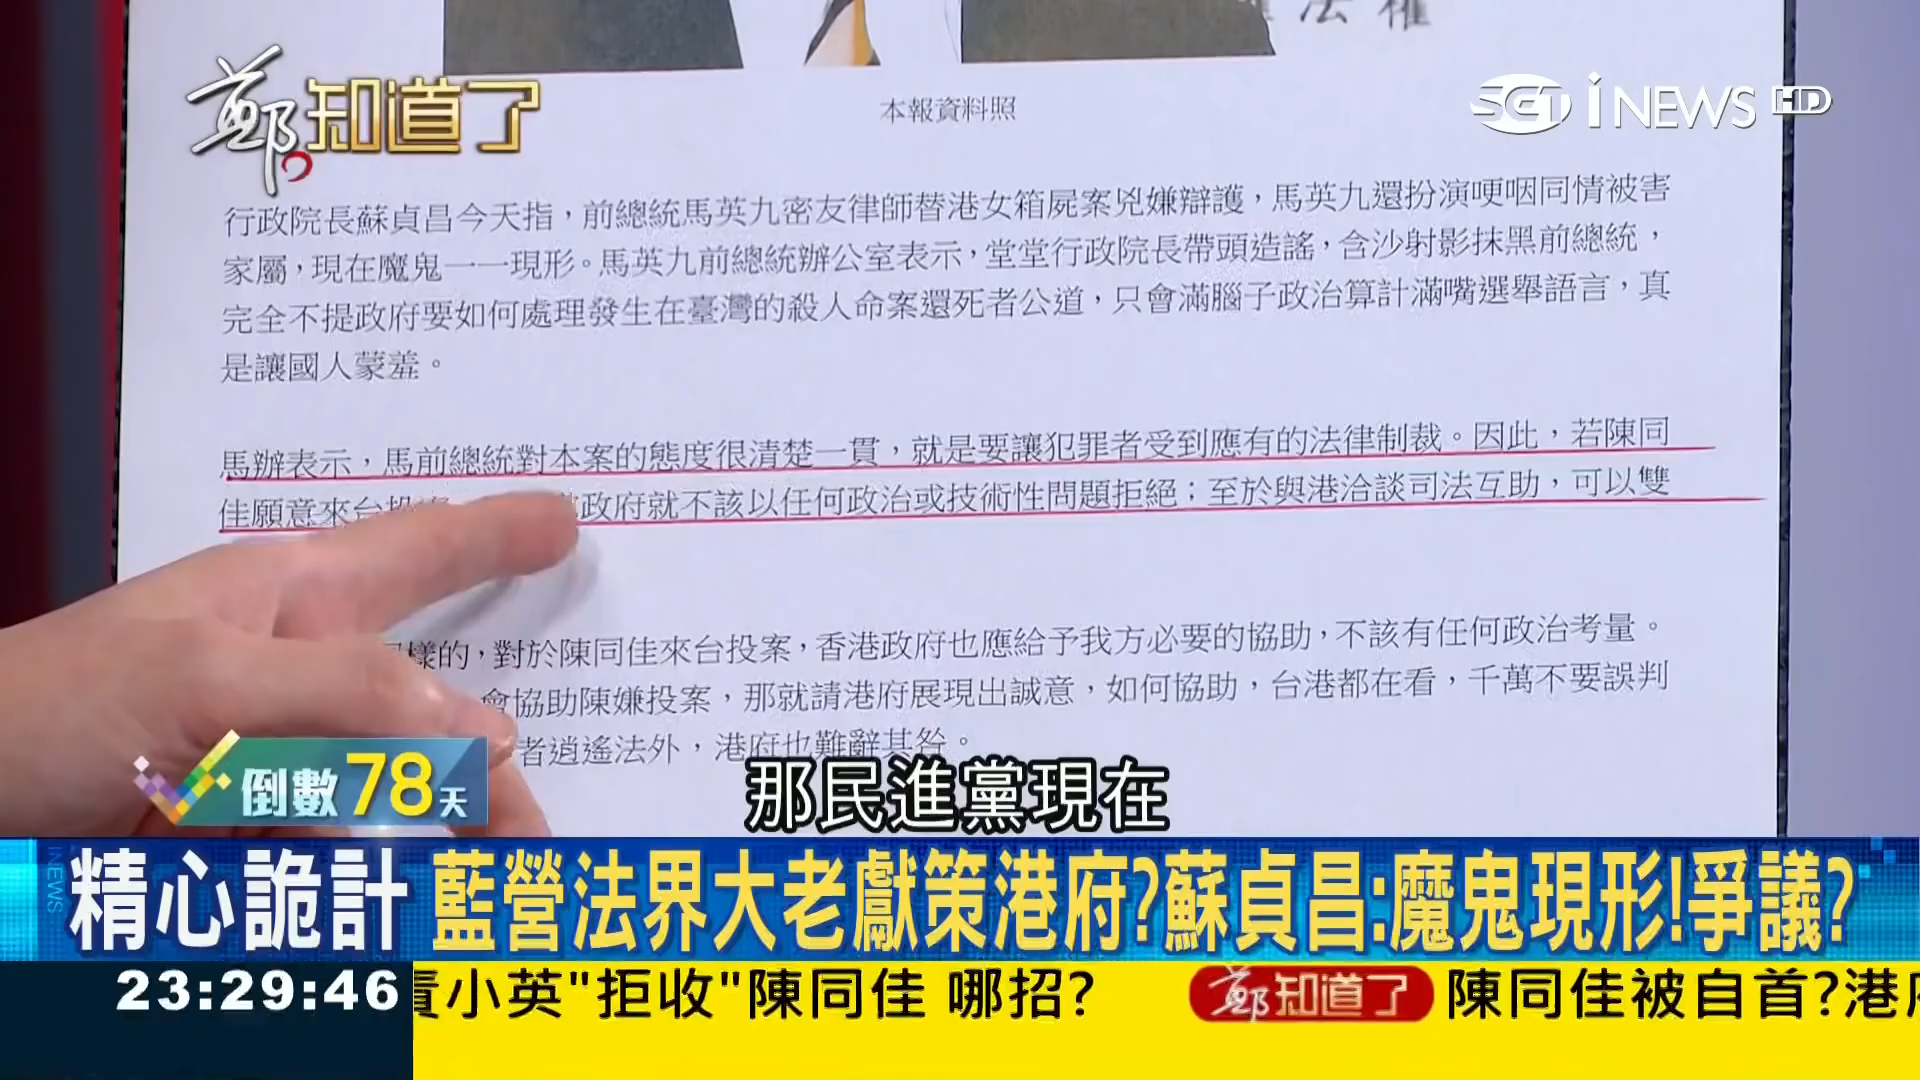 法權
鄭知道了
SET iNEWS HD
本報資料照
行政院長蘇貞昌今天指，前總統馬英九密友律師替港女箱屍案兇嫌辯護，馬英九還扮演哽咽同情被害
家屬，現在魔鬼一一現形。馬英九前總統辦公室表示，堂堂行政院長帶頭造謠，含沙射影抹黑前總統，
完全不提政府要如何處理發生在臺灣的殺人命案還死者公道，只會滿腦子政治算計滿嘴選舉語言，真
是讓國人蒙羞。
馬辦表示，馬前總統對本案的態度很清楚一貫，就是要讓犯罪者受到應有的法律制裁。因此，若陳同
佳願意來台投 政府就不該以任何政治或技術性問題拒絕；至於與港洽談司法互助，可以雙
樣的，對於陳同佳來台投案，香港政府也應給予我方必要的協助，不該有任何政治考量。
會協助陳嫌投案，那就請港府展現出誠意，如何協助，台港都在看，千萬不要誤判
者逍遙法外，港府也難辭其咎。
那民進黨現在
倒數78天
iNEWS
精心詭計 藍營法界大老獻策港府?蘇貞昌:魔鬼現形!爭議?
23:29:46 責小英"拒收"陳同佳 哪招? 鄭知道了 陳同佳被自首?港府